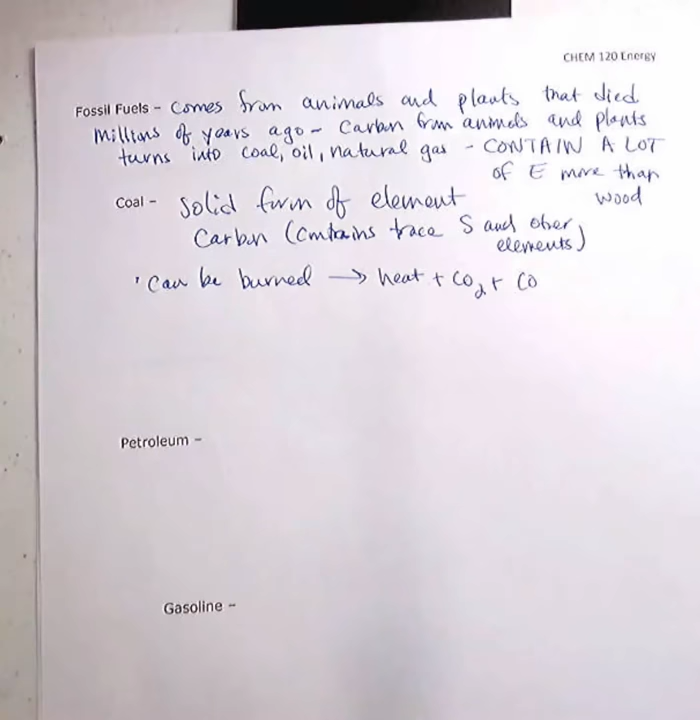 CHEM 120 Energy
Fossil Fuels - comes from animals and plants that died
millions of years ago - Carbon from animals and plants
turns into coal, oil, natural gas - CONTAIN A LOT
of E more than
wood
Coal - solid form of element
Carbon (contains trace S and other
elements)
· Can be burned → heat + CO₂ + CO
Petroleum -
Gasoline -